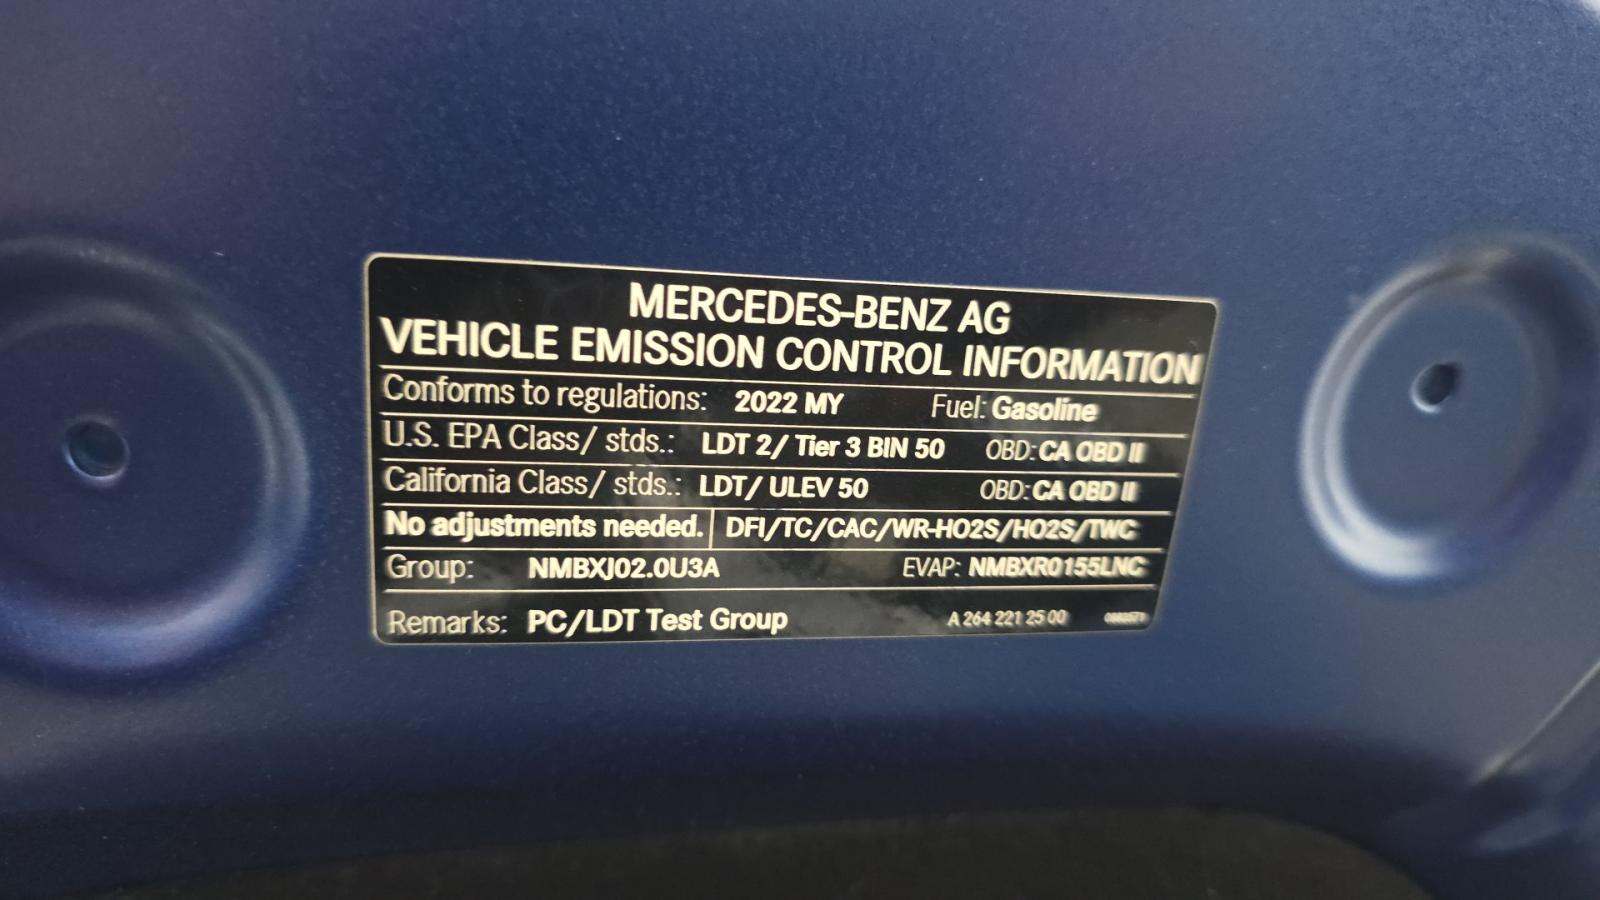 MERCEDES-BENZ AG
VEHICLE EMISSION CONTROL INFORMATION
Conforms to regulations: 2022 MY Fuel: Gasoline
U.S. EPA Class/ stds.: LDT 2/ Tier 3 BIN 50 OBD: CA OBD II
California Class/ stds.: LDT/ ULEV 50 OBD: CA OBD II
No adjustments needed. DFI/TC/CAC/WR-HO2S/HO2S/TWC
Group: NMBXJ02.0U3A EVAP: NMBXR0155LNC
Remarks: PC/LDT Test Group A 264 221 25 00